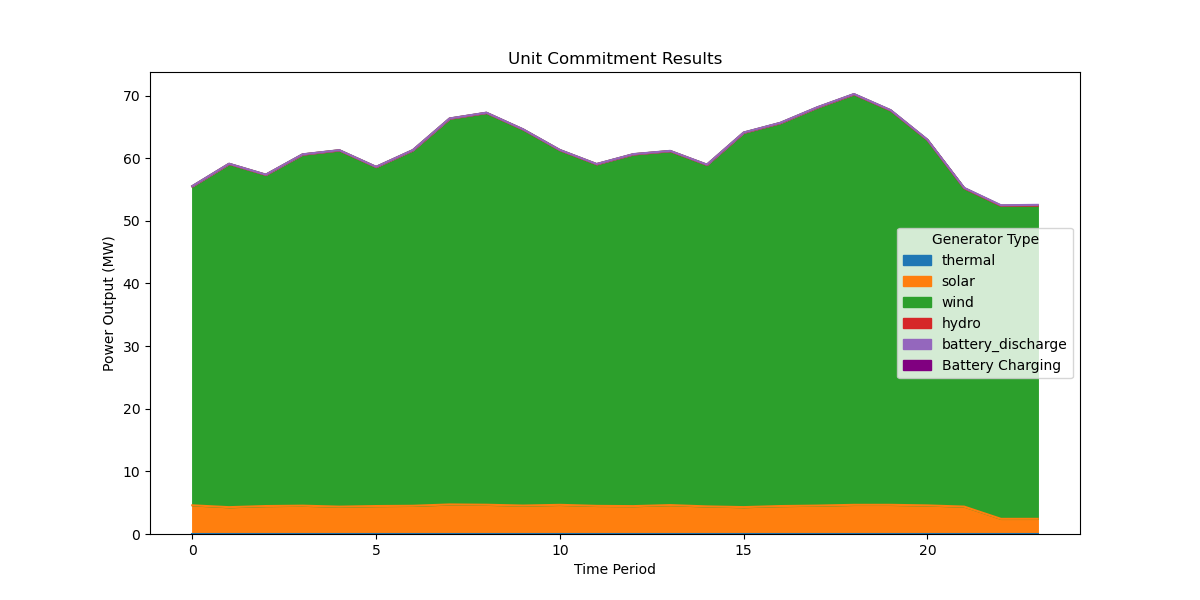 Unit Commitment Results
Power Output (MW)
70
60
50
40
30
20
10
0
0 5 10 15 20
Time Period
Generator Type
thermal
solar
wind
hydro
battery_discharge
Battery Charging